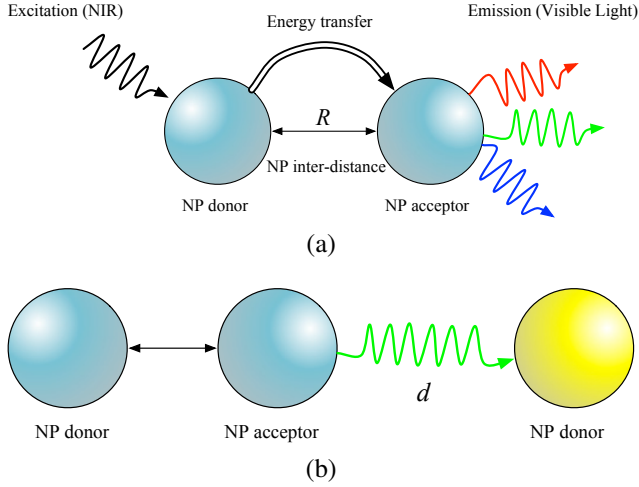 Excitation (NIR)
Energy transfer
Emission (Visible Light)
R
NP inter-distance
NP donor
NP acceptor
(a)
d
NP donor
NP acceptor
NP donor
(b)